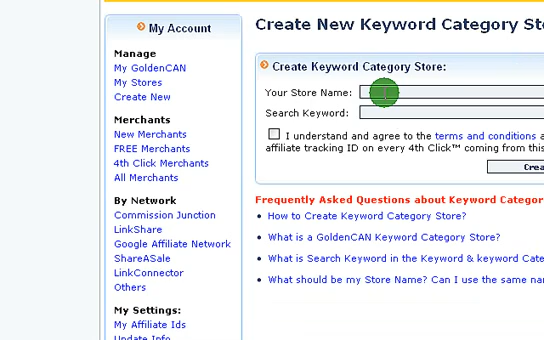 My Account
Manage
My GoldenCAN
My Stores
Create New
Merchants
New Merchants
FREE Merchants
4th Click Merchants
All Merchants
By Network
Commission Junction
LinkShare
Google Affiliate Network
ShareASale
LinkConnector
Others
My Settings:
My Affiliate Ids
Update Info
Create New Keyword Category
Create Keyword Category Store:
Your Store Name:
Search Keyword:
I understand and agree to the terms and conditions
affiliate tracking ID on every 4th Click™ coming from this
Frequently Asked Questions about Keyword
How to Create Keyword Category Store?
What is a GoldenCAN Keyword Category Store?
What is Search Keyword in the Keyword & keyword
What should be my Store Name? Can I use the same